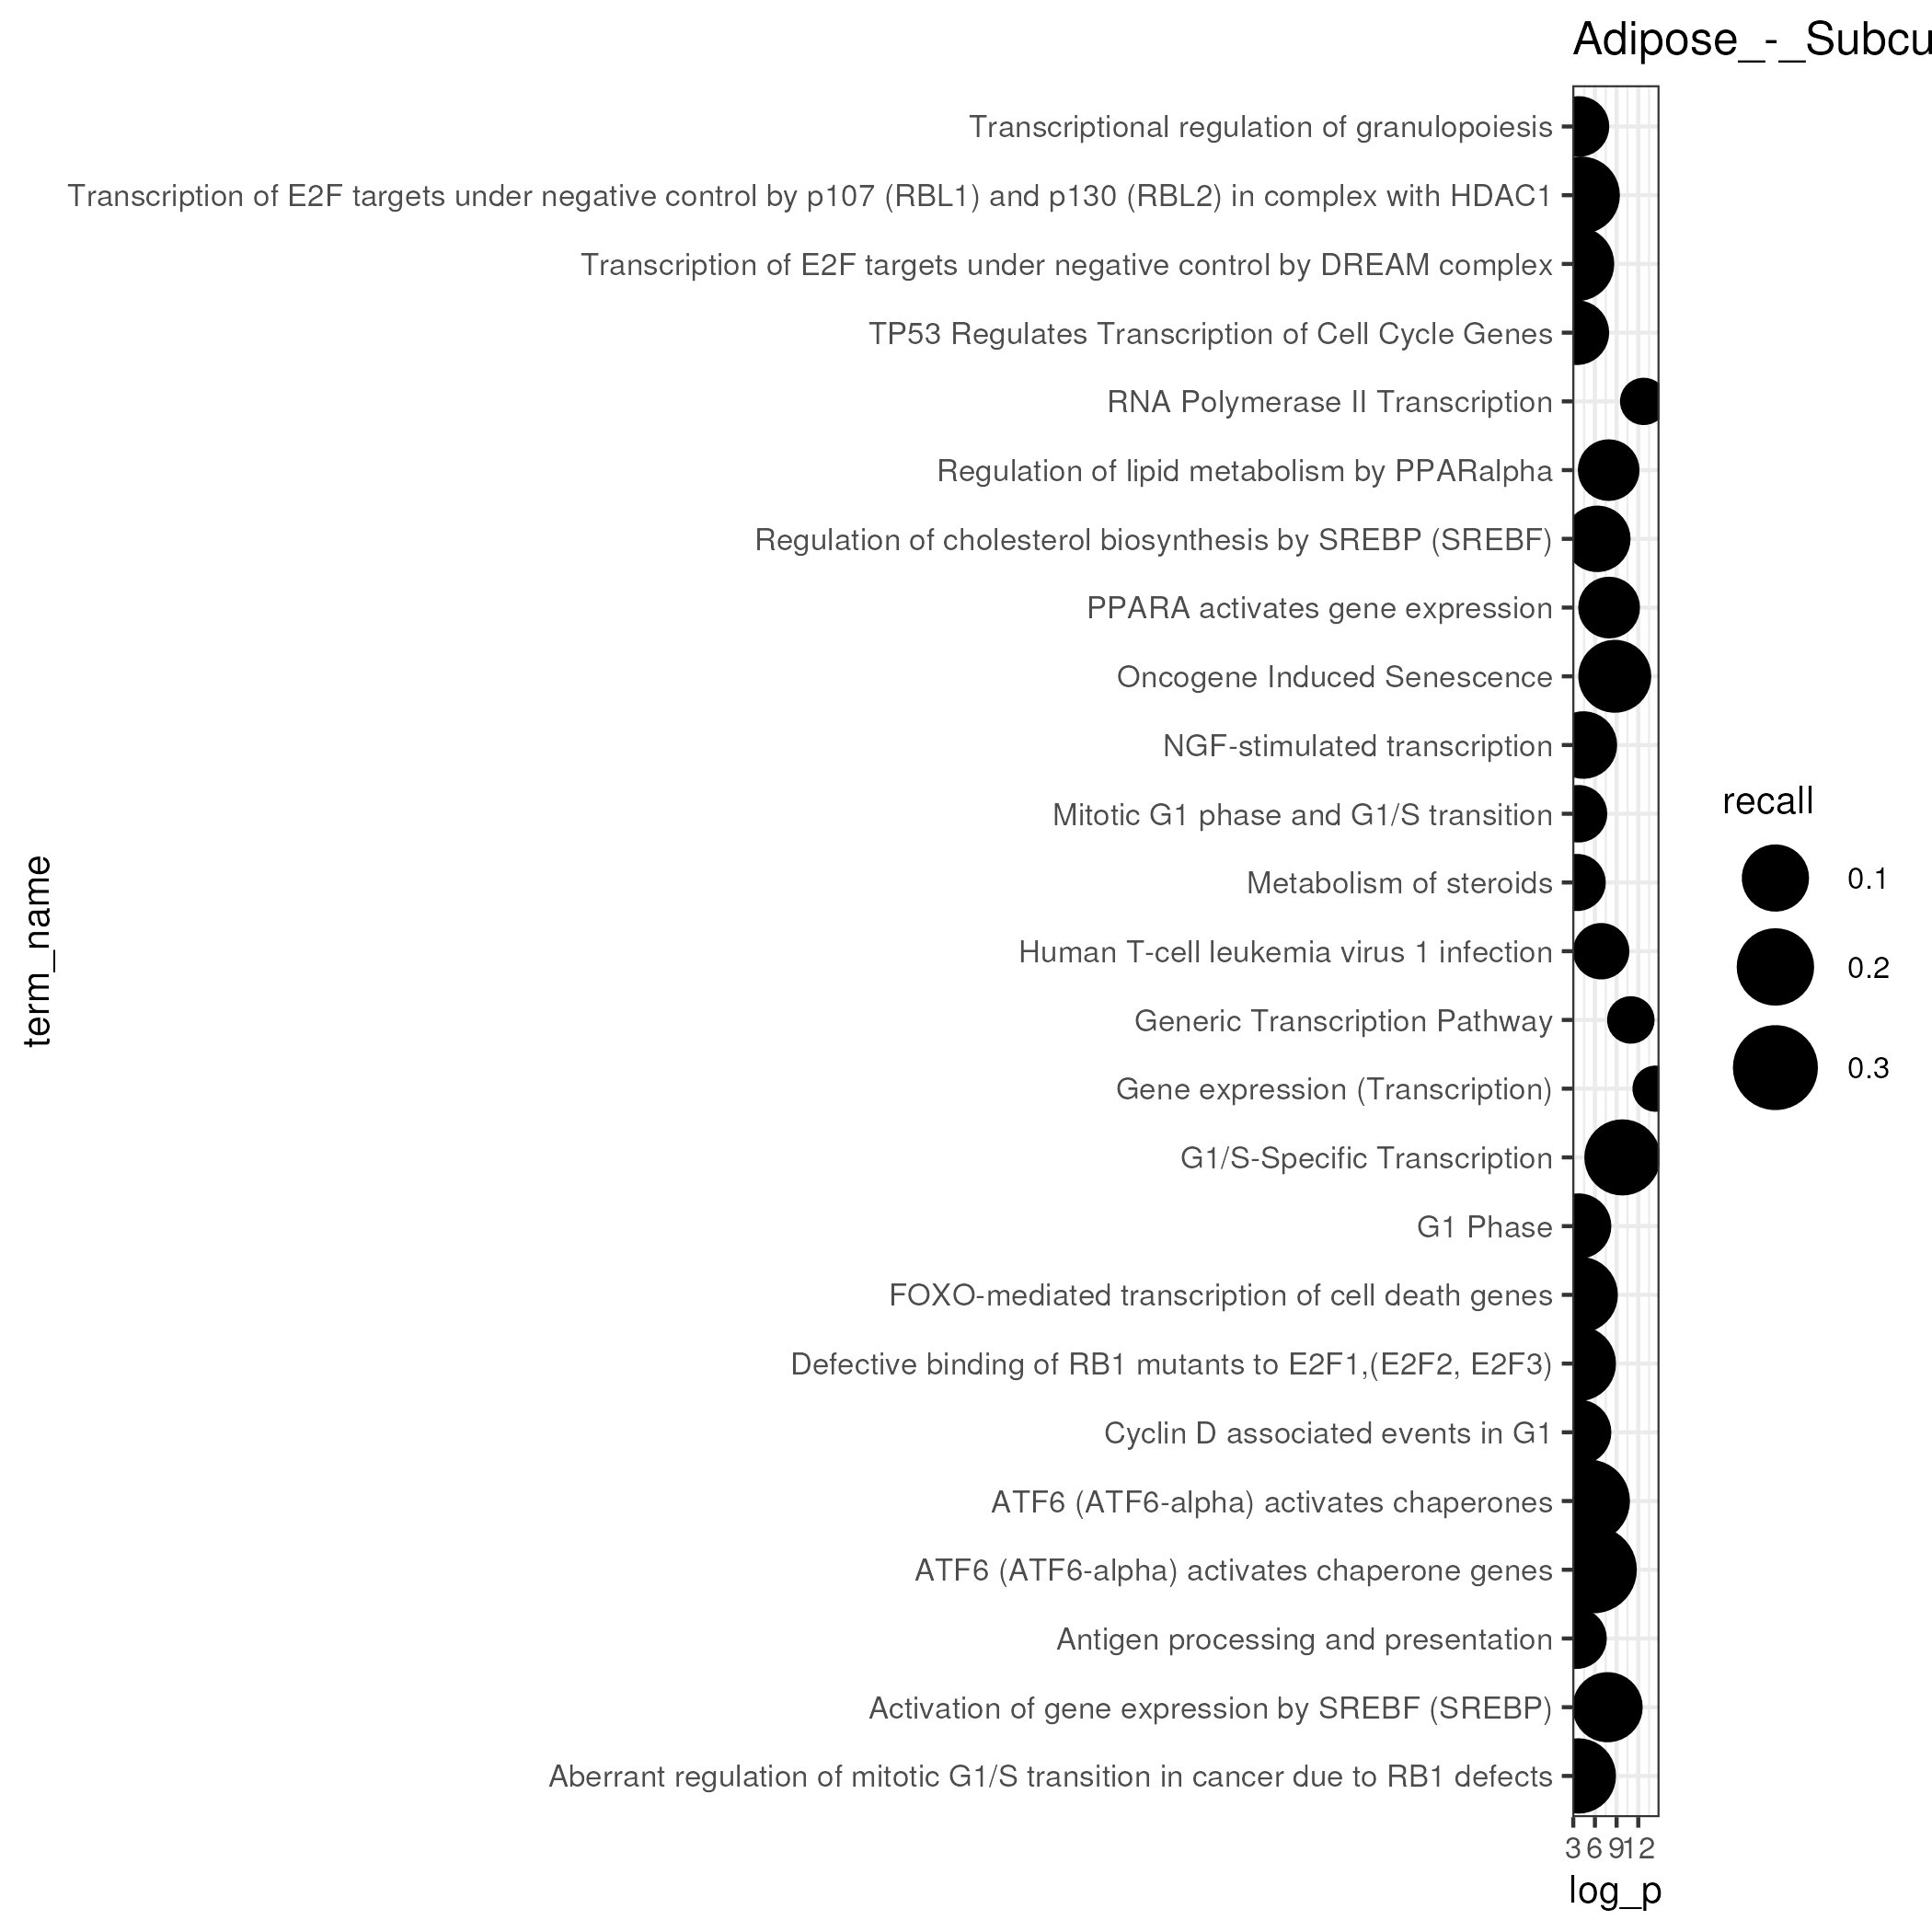 Adipose_-_Subcu
Transcriptional regulation of granulopoiesis
Transcription of E2F targets under negative control by p107 (RBL1) and p130 (RBL2) in complex with HDAC1
Transcription of E2F targets under negative control by DREAM complex
TP53 Regulates Transcription of Cell Cycle Genes
RNA Polymerase II Transcription
Regulation of lipid metabolism by PPARalpha
Regulation of cholesterol biosynthesis by SREBP (SREBF)
PPARA activates gene expression
Oncogene Induced Senescence
NGF-stimulated transcription
Mitotic G1 phase and G1/S transition
Metabolism of steroids
Human T-cell leukemia virus 1 infection
Generic Transcription Pathway
Gene expression (Transcription)
G1/S-Specific Transcription
G1 Phase
FOXO-mediated transcription of cell death genes
Defective binding of RB1 mutants to E2F1,(E2F2, E2F3)
Cyclin D associated events in G1
ATF6 (ATF6-alpha) activates chaperones
ATF6 (ATF6-alpha) activates chaperone genes
Antigen processing and presentation
Activation of gene expression by SREBF (SREBP)
Aberrant regulation of mitotic G1/S transition in cancer due to RB1 defects
term_name
3 6 9 12
log_p
recall
0.1
0.2
0.3